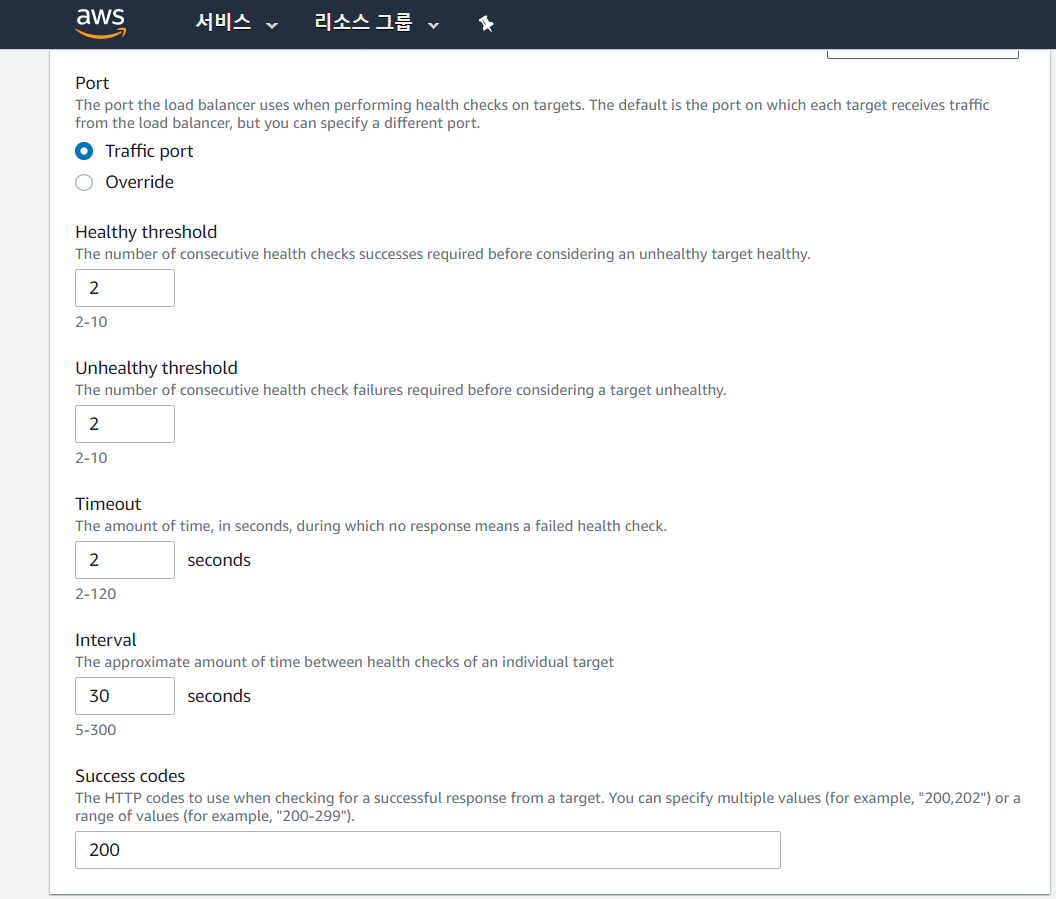 aws 서비스 리소스 그룹
Port
The port the load balancer uses when performing health checks on targets. The default is the port on which each target receives traffic
from the load balancer, but you can specify a different port.
Traffic port
Override
Healthy threshold
The number of consecutive health checks successes required before considering an unhealthy target healthy.
2
2-10
Unhealthy threshold
The number of consecutive health check failures required before considering a target unhealthy.
2
2-10
Timeout
The amount of time, in seconds, during which no response means a failed health check.
2 seconds
2-120
Interval
The approximate amount of time between health checks of an individual target
30 seconds
5-300
Success codes
The HTTP codes to use when checking for a successful response from a target. You can specify multiple values (for example, "200,202") or a
range of values (for example, "200-299").
200